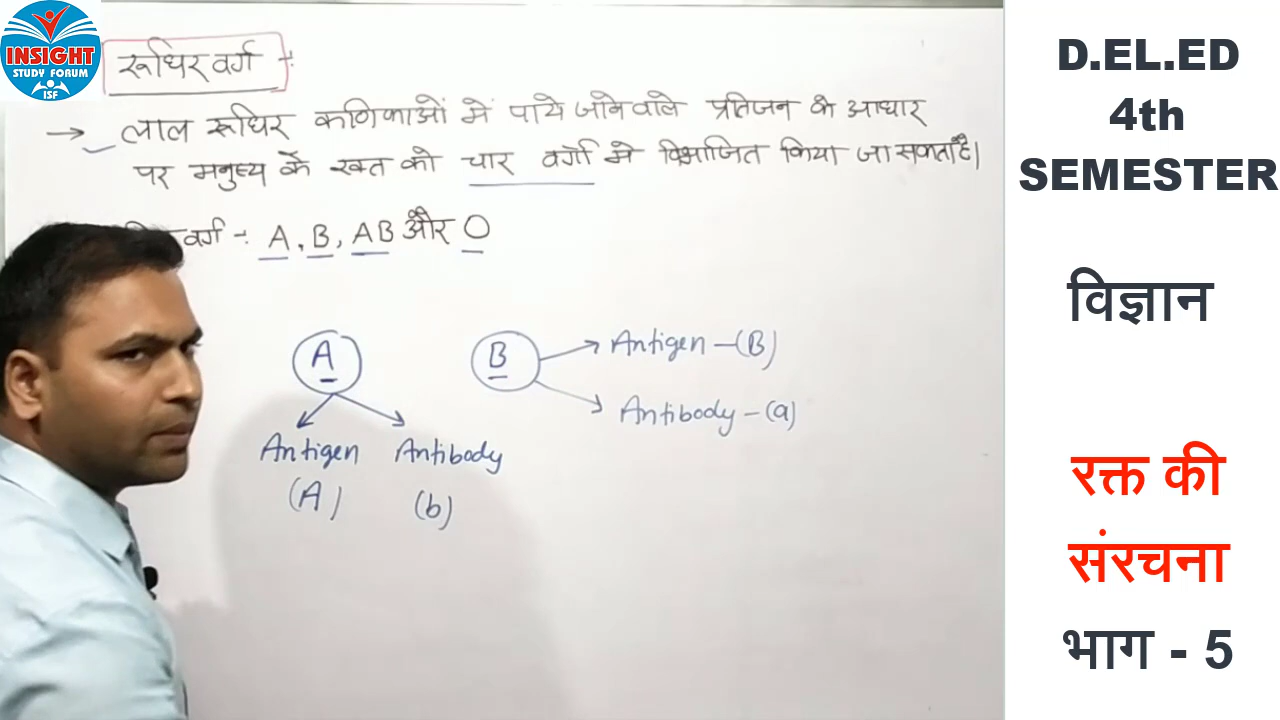 INSIGHT
STUDY FORUM
ISF
रूधिर वर्ग :-
→ लाल रूधिर कणिकाओं में पाये जाने वाले प्रतिजन के आधार
पर मनुष्य के रक्त को चार वर्गो मे विभाजित किया जा सकता है।
वर्ग -: A, B, AB और O
A
Antigen Antibody
(A) (b)
B
Antigen - (B)
Antibody - (a)
D.EL.ED
4th
SEMESTER
विज्ञान
रक्त की
संरचना
भाग - 5